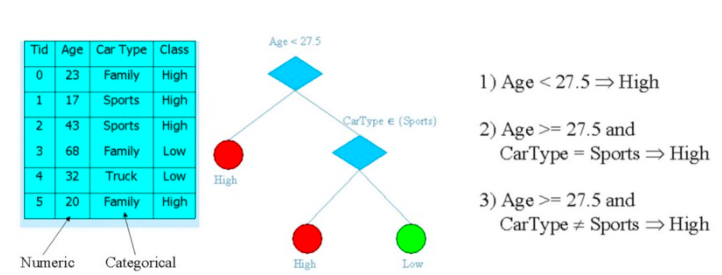 Tid Age Car Type Class
0 23 Family High
1 17 Sports High
2 43 Sports High
3 68 Family Low
4 32 Truck Low
5 20 Family High
Numeric Categorical
Age < 27.5
CarType ∈ (Sports)
High
High
Low
1) Age < 27.5 ⇒ High
2) Age >= 27.5 and
CarType = Sports ⇒ High
3) Age >= 27.5 and
CarType ≠ Sports ⇒ High